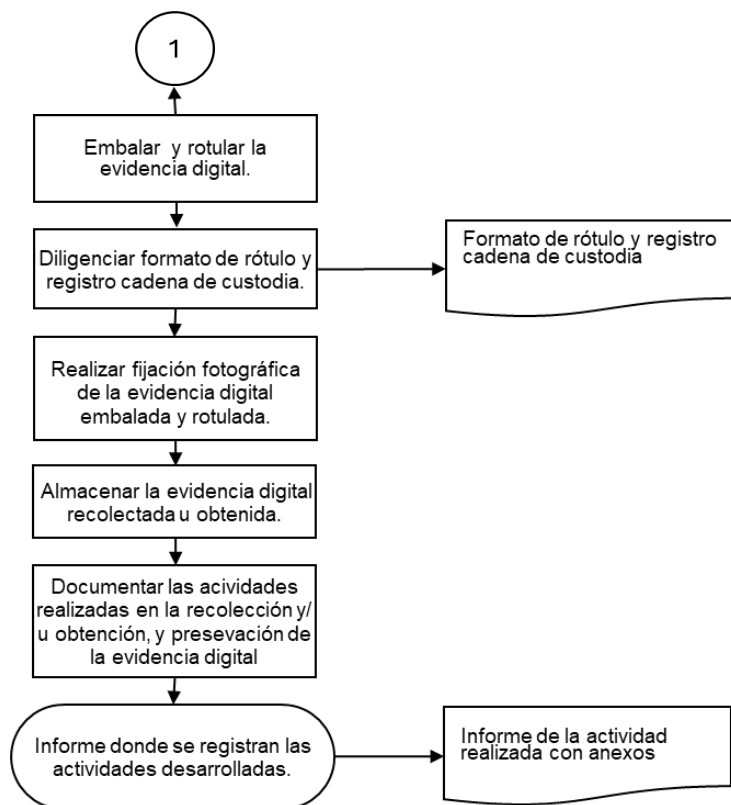 1
Embalar y rotular la
evidencia digital.
Diligenciar formato de rótulo y
registro cadena de custodia.
Formato de rótulo y registro
cadena de custodia
Realizar fijación fotográfica
de la evidencia digital
embalada y rotulada.
Almacenar la evidencia digital
recolectada u obtenida.
Documentar las acividades
realizadas en la recolección y/
u obtención, y presevación de
la evidencia digital
Informe donde se registran las
actividades desarrolladas.
Informe de la actividad
realizada con anexos